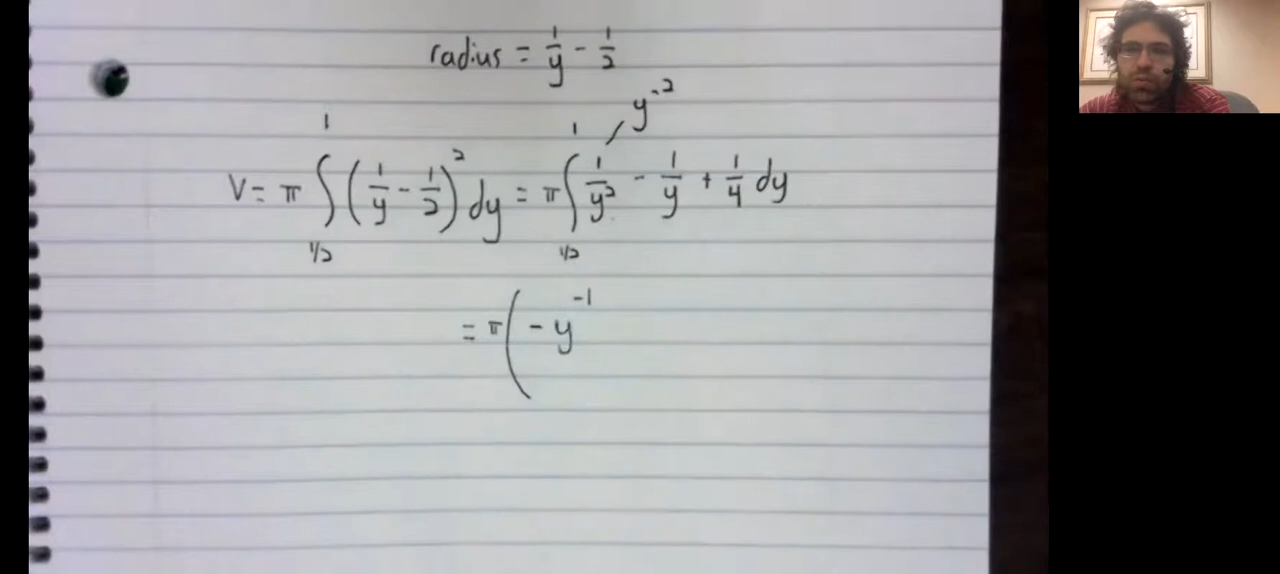 radius = 1/y - 1/2
y^-2
V = π ∫_{1/2}^{1} (1/y - 1/2)^2 dy = π ∫_{1/2}^{1} 1/y^2 - 1/y + 1/4 dy
= π ( - y^-1